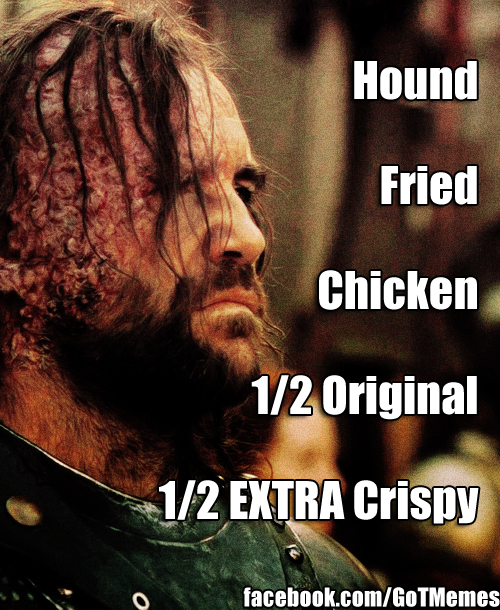 Hound
Fried
Chicken
1/2 Original
1/2 EXTRA Crispy
facebook.com/GoTMemes